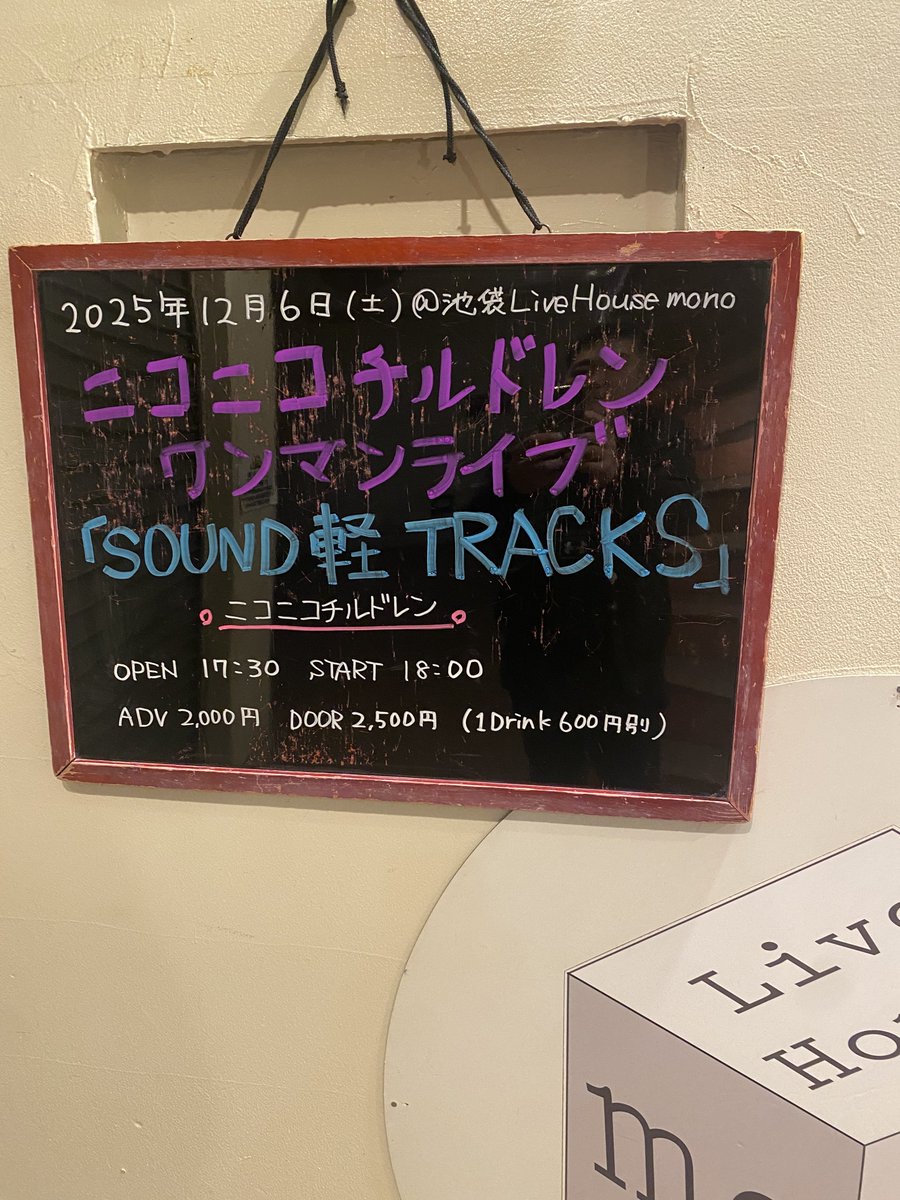 2025年12月6日(土)@池袋LiveHouse mono
ニコニコチルドレン
ワンマンライブ
「SOUND軽TRACKS」
ニコニコチルドレン
OPEN 17:30 START 18:00
ADV 2,000円 DOOR 2,500円 (1Drink 600円別)
Live
Ho
m